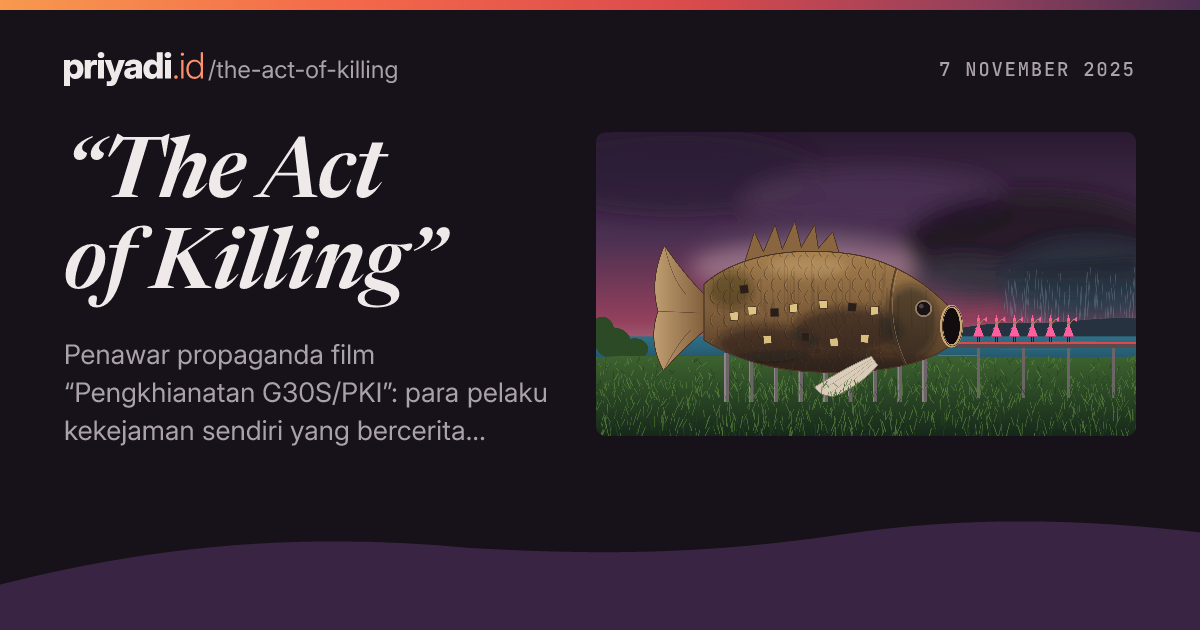 priyadi.id/the-act-of-killing
7 NOVEMBER 2025
“The Act
of Killing”
Penawar propaganda film
“Pengkhianatan G30S/PKI”: para pelaku
kekejaman sendiri yang bercerita...